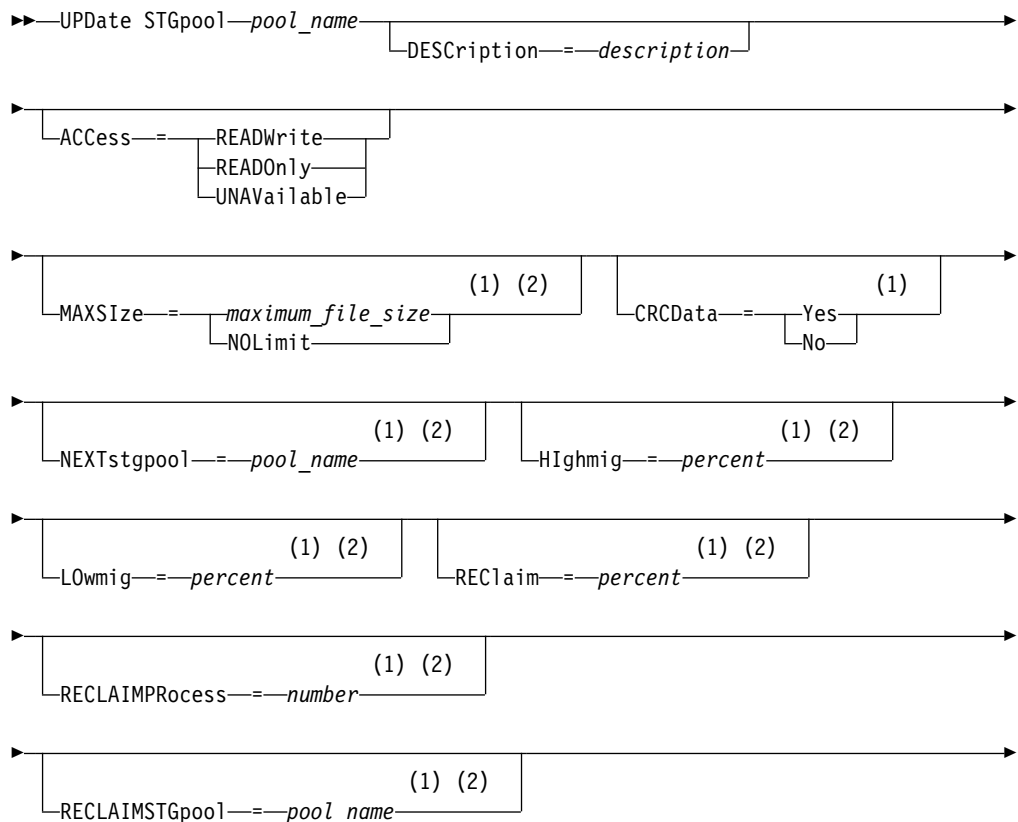 UPDate STGpool pool_name
DESCription = description
ACCess = READWrite
READOnly
UNAVailable
(1) (2) (1)
MAXSIze = maximum_file_size CRCData = Yes
NOLimit No
(1) (2) (1) (2)
NEXTstgpool = pool_name HIghmig = percent
(1) (2) (1) (2)
LOwmig = percent REClaim = percent
(1) (2)
RECLAIMPRocess = number
(1) (2)
RECLAIMSTGpool = pool_name